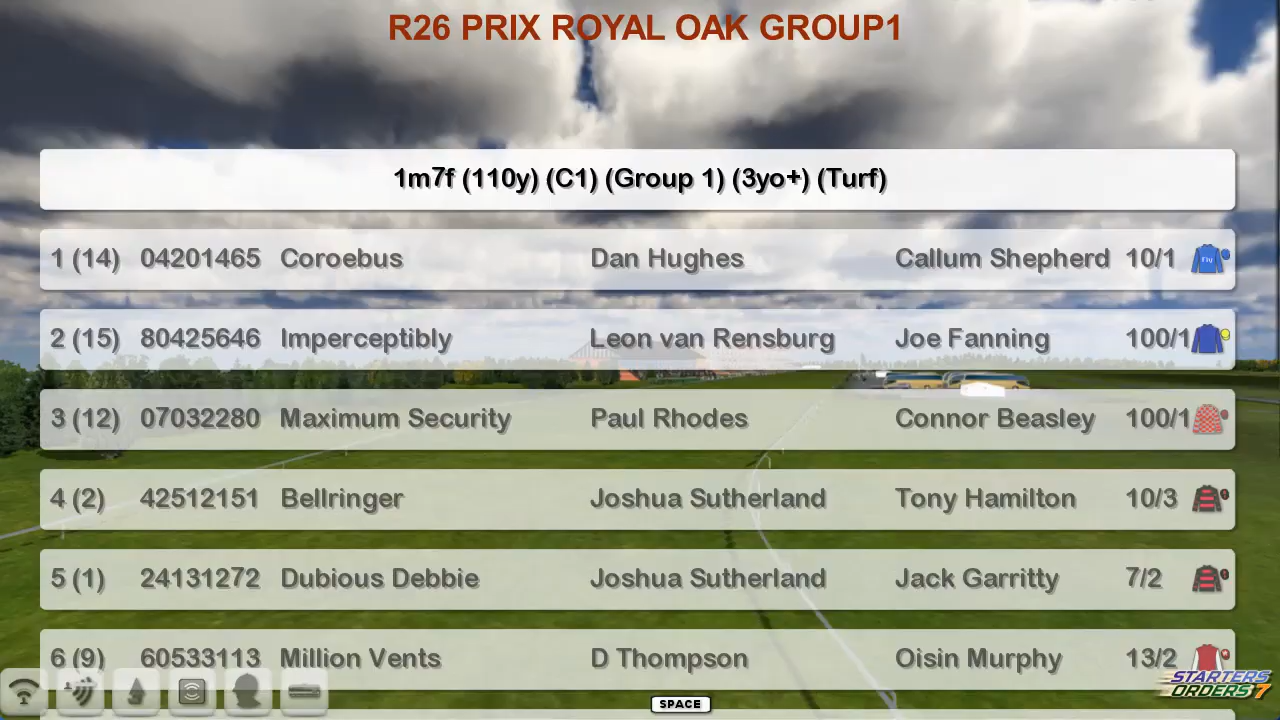 R26 PRIX ROYAL OAK GROUP1
1m7f (110y) (C1) (Group 1) (3yo+) (Turf)
1 (14) 04201465 Coroebus Dan Hughes Callum Shepherd 10/1
2 (15) 80425646 Imperceptibly Leon van Rensburg Joe Fanning 100/1
3 (12) 07032280 Maximum Security Paul Rhodes Connor Beasley 100/1
4 (2) 42512151 Bellringer Joshua Sutherland Tony Hamilton 10/3
5 (1) 24131272 Dubious Debbie Joshua Sutherland Jack Garritty 7/2
6 (9) 60533113 Million Vents D Thompson Oisin Murphy 13/2
STARTERS
ORDERS 7
SPACE